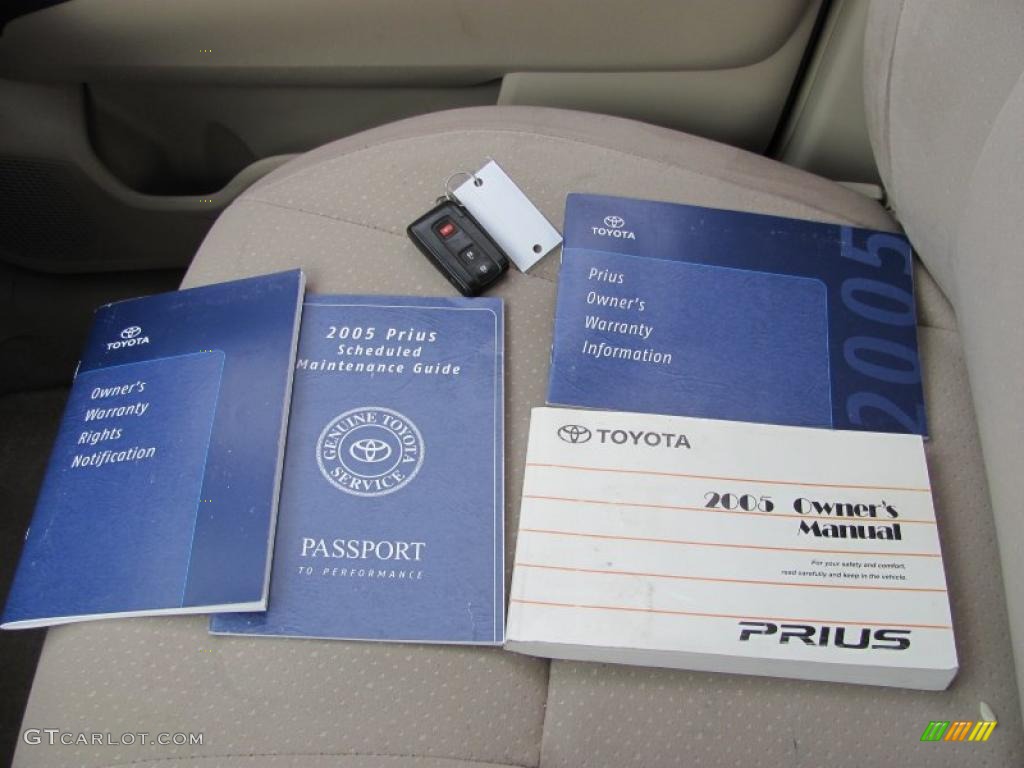 TOYOTA
Owner's
Warranty
Rights
Notification
2005 Prius
Scheduled
Maintenance Guide
GENUINE TOYOTA
SERVICE
PASSPORT
TO PERFORMANCE
TOYOTA
Prius
Owner's
Warranty
Information
2005
TOYOTA
2005 Owner's
Manual
For your safety and comfort,
read carefully and keep in the vehicle.
PRIUS
GTCARLOT.COM